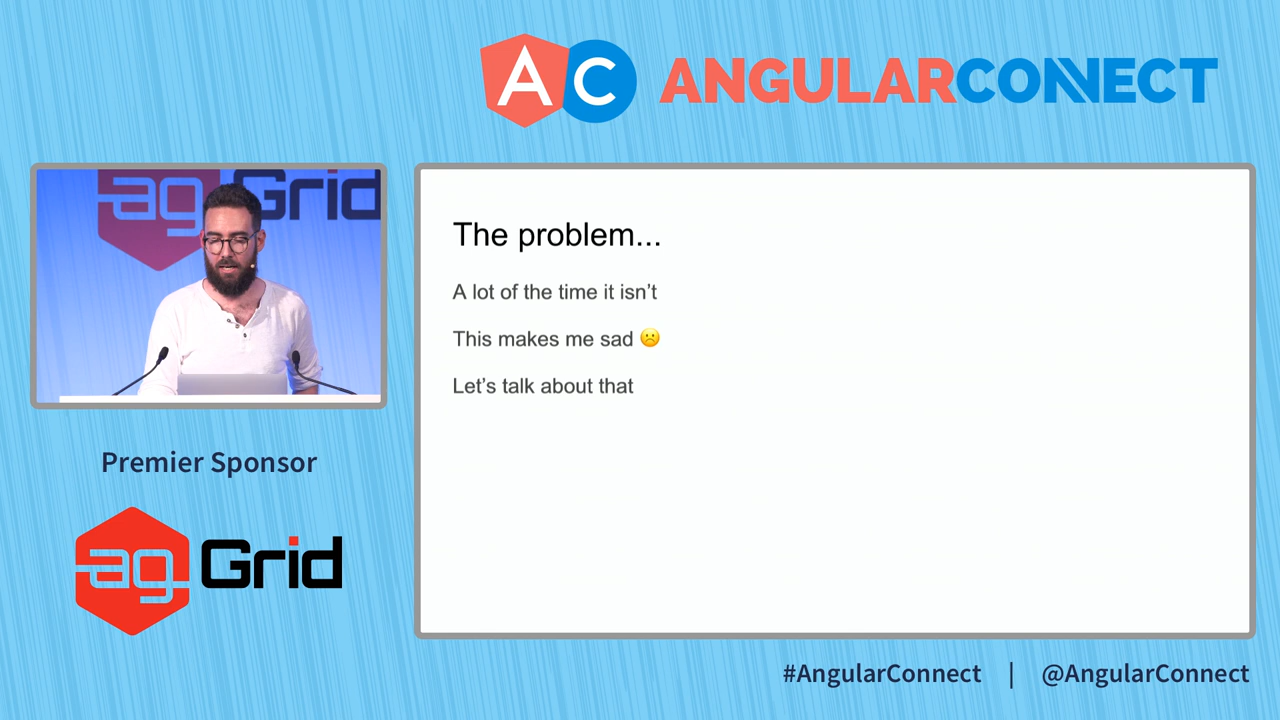 AC ANGULARCONNECT
ag Grid
The problem...
A lot of the time it isn't
This makes me sad ☹️
Let's talk about that
Premier Sponsor
ag Grid
#AngularConnect | @AngularConnect